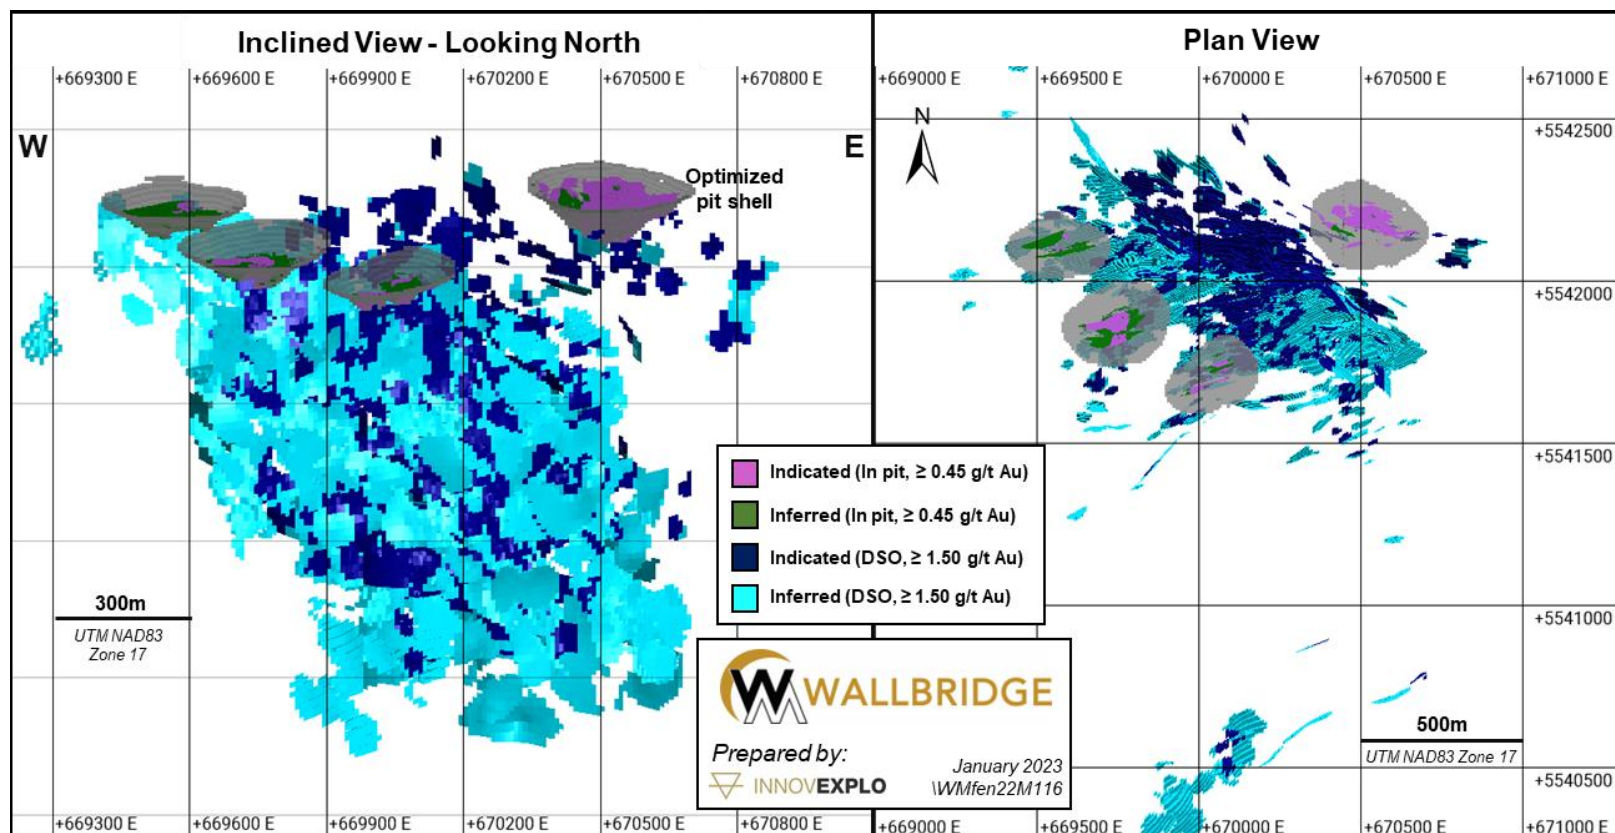 Inclined View - Looking North
+669300 E
+669600 E
+669900 E
+670200 E
+670500 E
+670800 E
W
E
Optimized
pit shell
300m
UTM NAD83
Zone 17
+669300 E
+669600 E
+669900 E
+670200 E
+670500 E
+670800 E
Plan View
+669000 E
+669500 E
+670000 E
+670500 E
+671000 E
N
+5542500
+5542000
+5541500
+5541000
+5540500
500m
UTM NAD83 Zone 17
+669000 E
+669500 E
+670000 E
+670500 E
+671000 E
Indicated (In pit, ≥ 0.45 g/t Au)
Inferred (In pit, ≥ 0.45 g/t Au)
Indicated (DSO, ≥ 1.50 g/t Au)
Inferred (DSO, ≥ 1.50 g/t Au)
WALLBRIDGE
Prepared by:
INNOVEXPLO
January 2023
\WMfen22M116